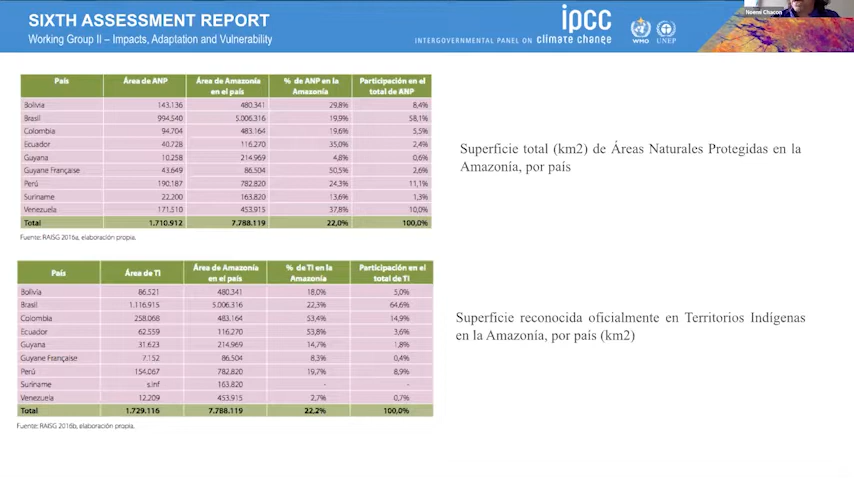 SIXTH ASSESSMENT REPORT
Working Group II – Impacts, Adaptation and Vulnerability
INTERGOVERNMENTAL PANEL ON climate change
ipcc
WMO UNEP
Noemi Chacon
País Área de ANP Área de Amazonía en el país % de ANP en la Amazonía Participación en el total de ANP
Bolivia 143.136 480.341 29,8% 8,4%
Brasil 994.540 5.006.316 19,9% 58,1%
Colombia 94.704 483.164 19,6% 5,5%
Ecuador 40.728 116.270 35,0% 2,4%
Guyana 10.258 214.969 4,8% 0,6%
Guyane Française 43.649 86.504 50,5% 2,6%
Perú 190.187 782.820 24,3% 11,1%
Suriname 22.200 163.820 13,6% 1,3%
Venezuela 171.510 453.915 37,8% 10,0%
Total 1.710.912 7.788.119 22,0% 100,0%
Fuente: RAISG 2016a, elaboración propia.
Superficie total (km2) de Áreas Naturales Protegidas en la
Amazonía, por país
País Área de TI Área de Amazonía en el país % de TI en la Amazonía Participación en el total de TI
Bolivia 86.521 480.341 18,0% 5,0%
Brasil 1.116.915 5.006.316 22,3% 64,6%
Colombia 258.068 483.164 53,4% 14,9%
Ecuador 62.559 116.270 53,8% 3,6%
Guyana 31.623 214.969 14,7% 1,8%
Guyane Française 7.152 86.504 8,3% 0,4%
Perú 154.067 782.820 19,7% 8,9%
Suriname s.inf 163.820 - -
Venezuela 12.209 453.915 2,7% 0,7%
Total 1.729.116 7.788.119 22,2% 100,0%
Fuente: RAISG 2016b, elaboración propia.
Superficie reconocida oficialmente en Territorios Indígenas
en la Amazonía, por país (km2)